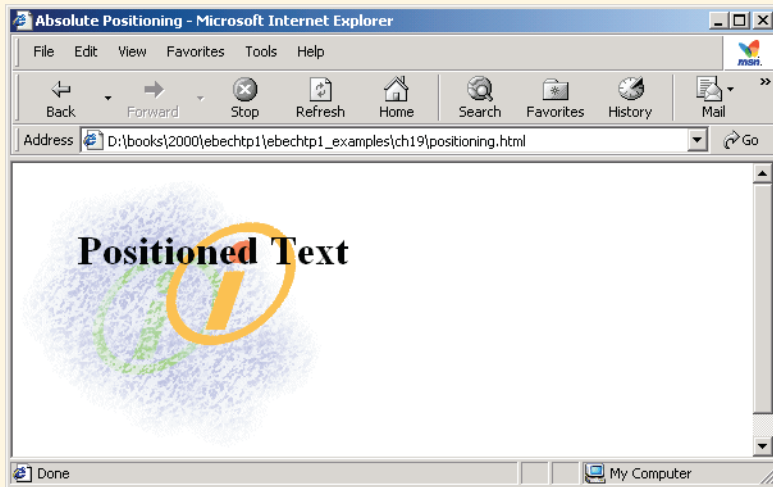 Absolute Positioning - Microsoft Internet Explorer
File Edit View Favorites Tools Help
msn.
Back Forward Stop Refresh Home Search Favorites History Mail »
Address D:\books\2000\ebechtp1\ebechtp1_examples\ch19\positioning.html Go
Positioned Text
Done My Computer